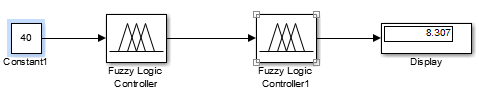 40
Constant1
Fuzzy Logic
Controller
Fuzzy Logic
Controller1
8.307
Display